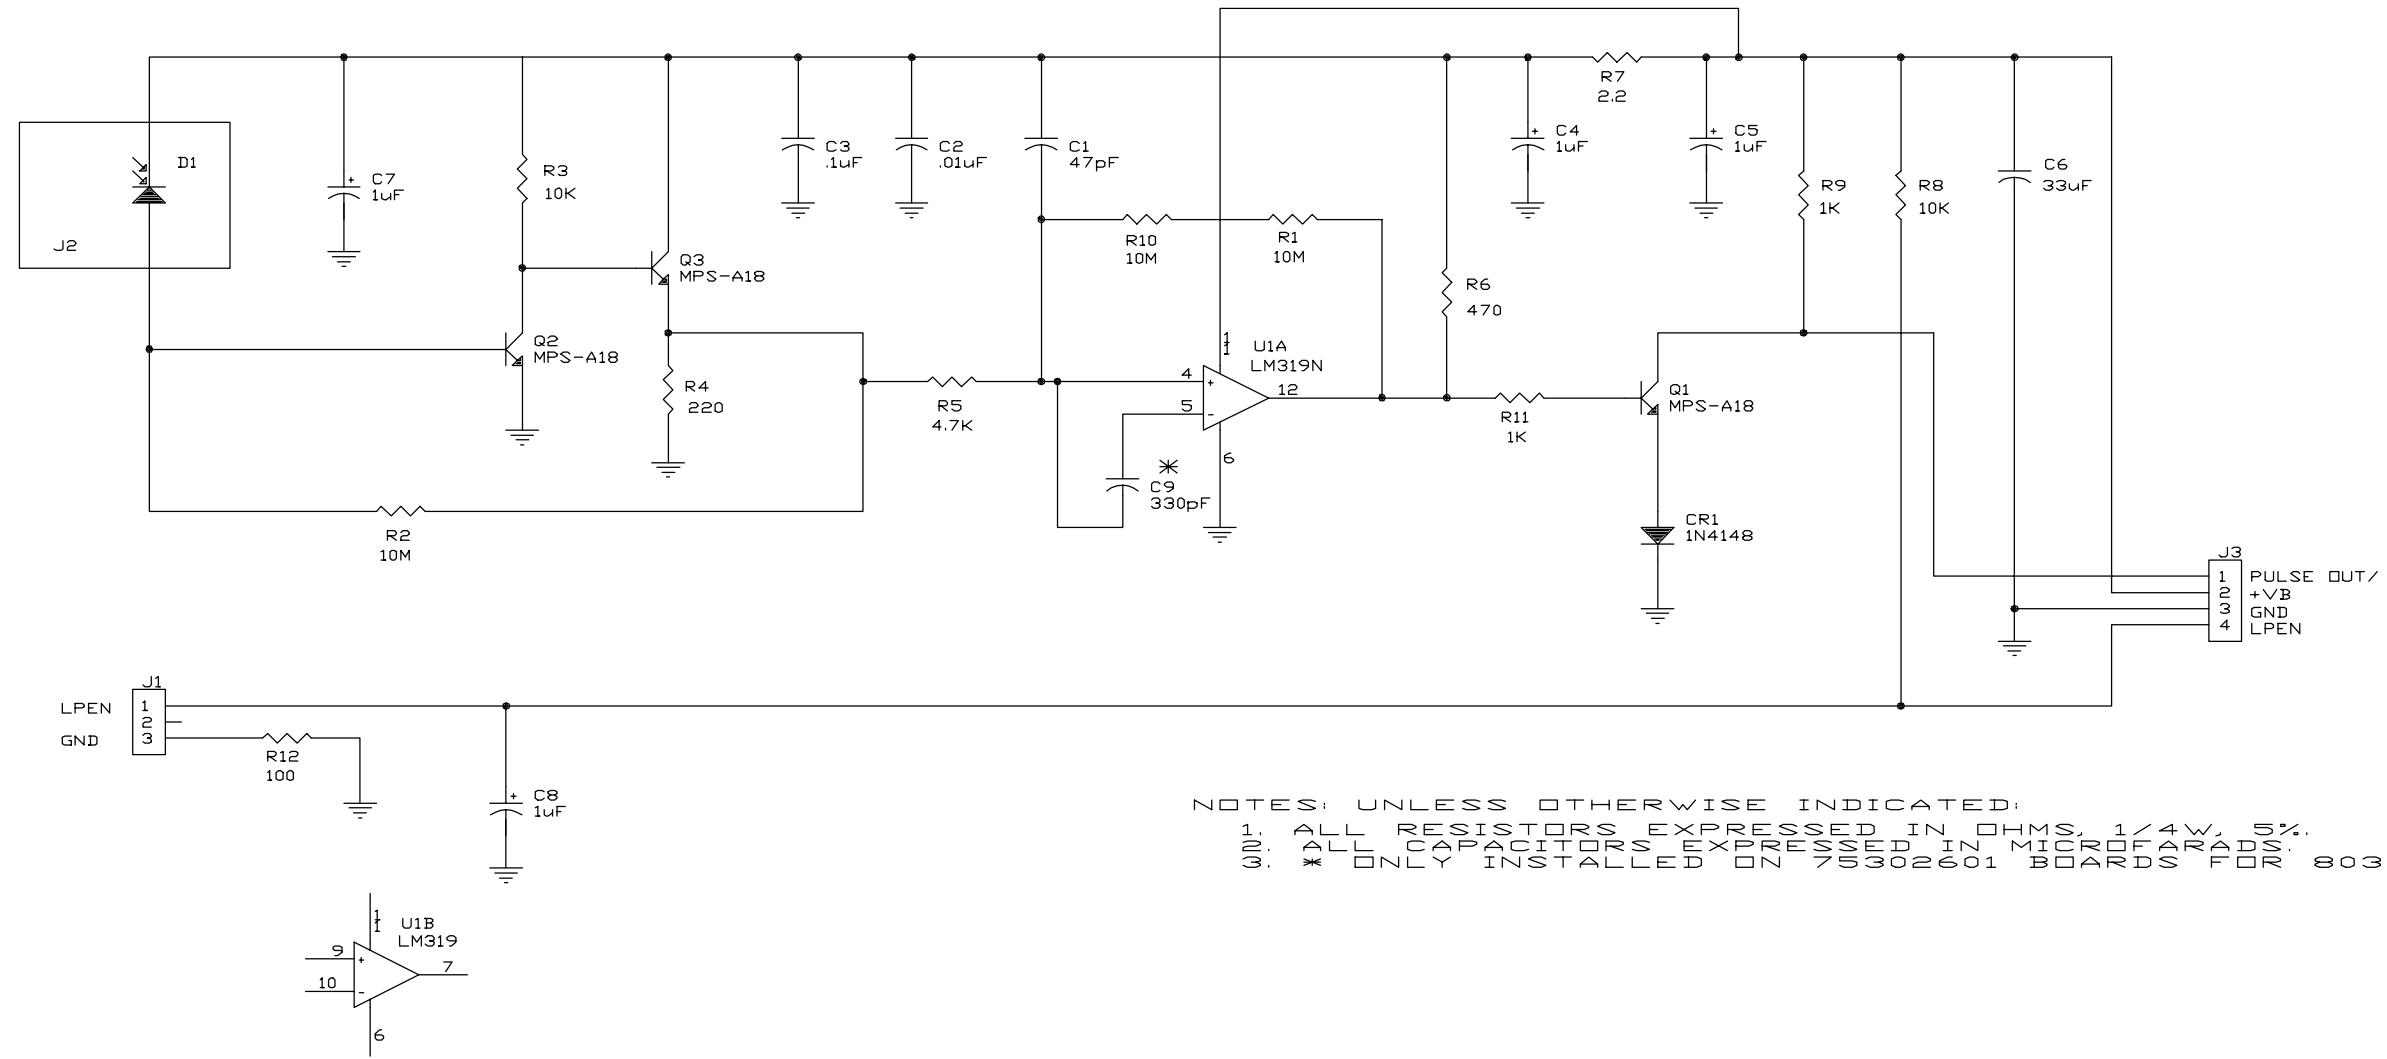 R7
2.2
D1
J2
C7
1uF
R3
10K
Q3
MPS-A18
C3
.1uF
C2
.01uF
C1
47pF
C4
1uF
C5
1uF
R9
1K
R8
10K
C6
33uF
R10
10M
R1
10M
R6
470
Q2
MPS-A18
R4
220
R5
4.7K
11
U1A
LM319N
4
+
5
-
12
6
*
C9
330pF
R11
1K
Q1
MPS-A18
CR1
1N4148
R2
10M
J3
1 PULSE OUT/
2 +VB
3 GND
4 LPEN
J1
LPEN 1
2
GND 3
R12
100
C8
1uF
NOTES: UNLESS OTHERWISE INDICATED:
1. ALL RESISTORS EXPRESSED IN OHMS, 1/4W, 5%.
2. ALL CAPACITORS EXPRESSED IN MICROFARADS.
3. * ONLY INSTALLED ON 75302601 BOARDS FOR 803
11
U1B
LM319
9
+
10
-
7
6